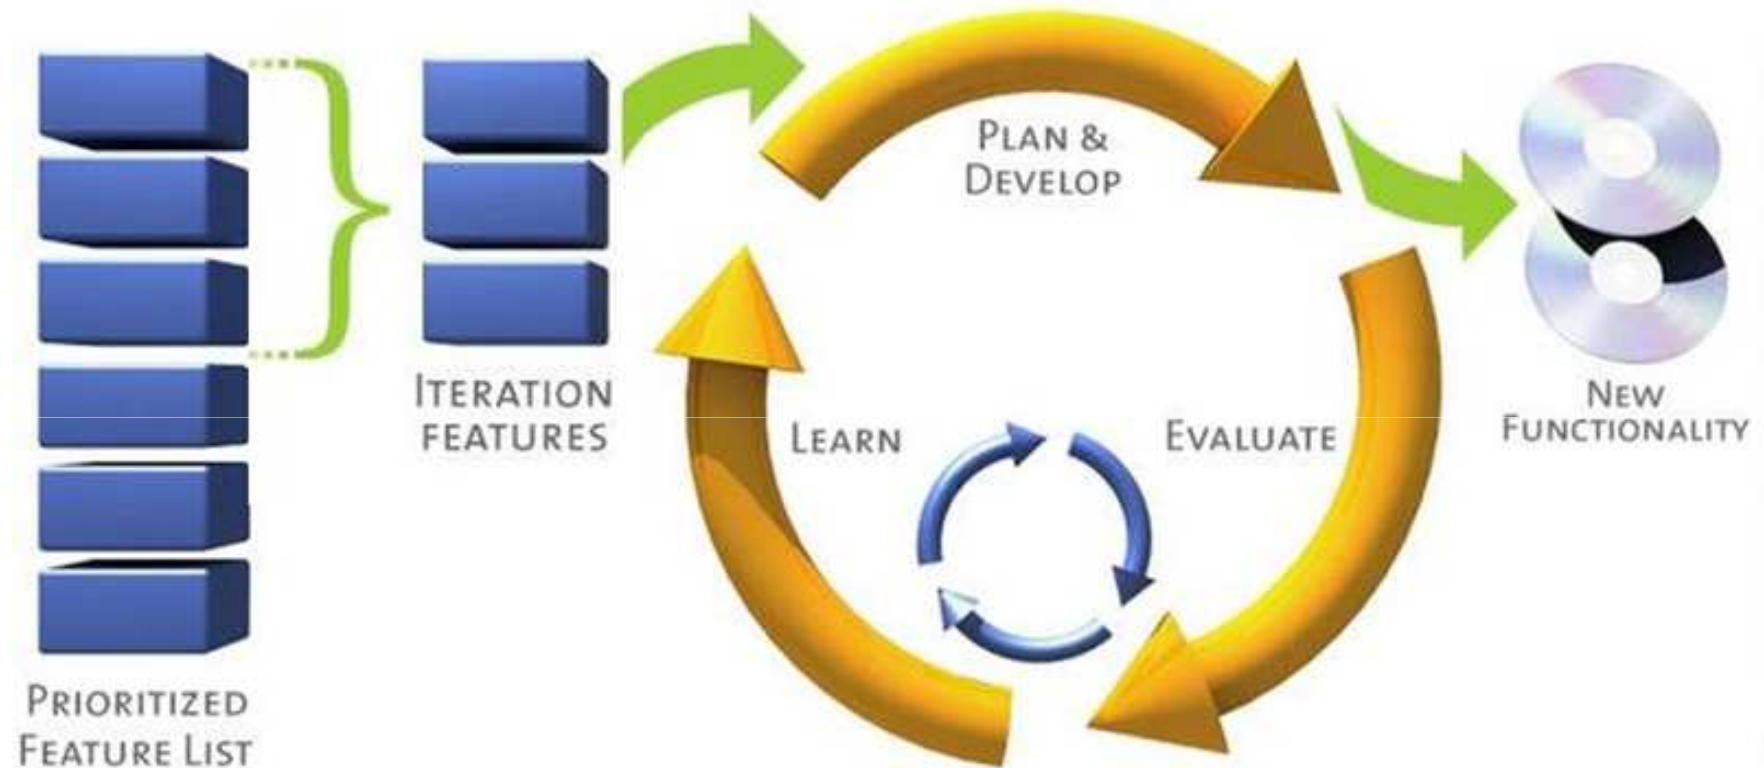 PRIORITIZED
FEATURE LIST
ITERATION
FEATURES
PLAN &
DEVELOP
LEARN
EVALUATE
NEW
FUNCTIONALITY